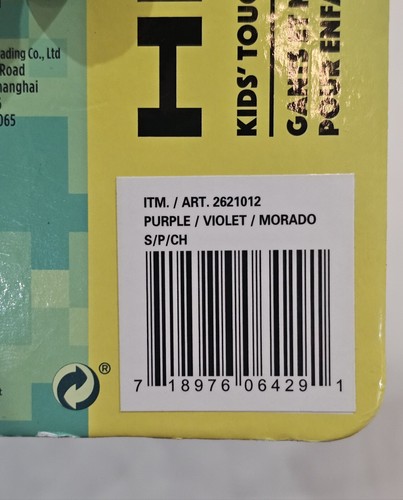 ading Co., Ltd
Road
anghai
065
H
KIDS' TOUC
GANTS ET
POUR ENFA
ITM. / ART. 2621012
PURPLE / VIOLET / MORADO
S/P/CH
7 18976 06429 1
®